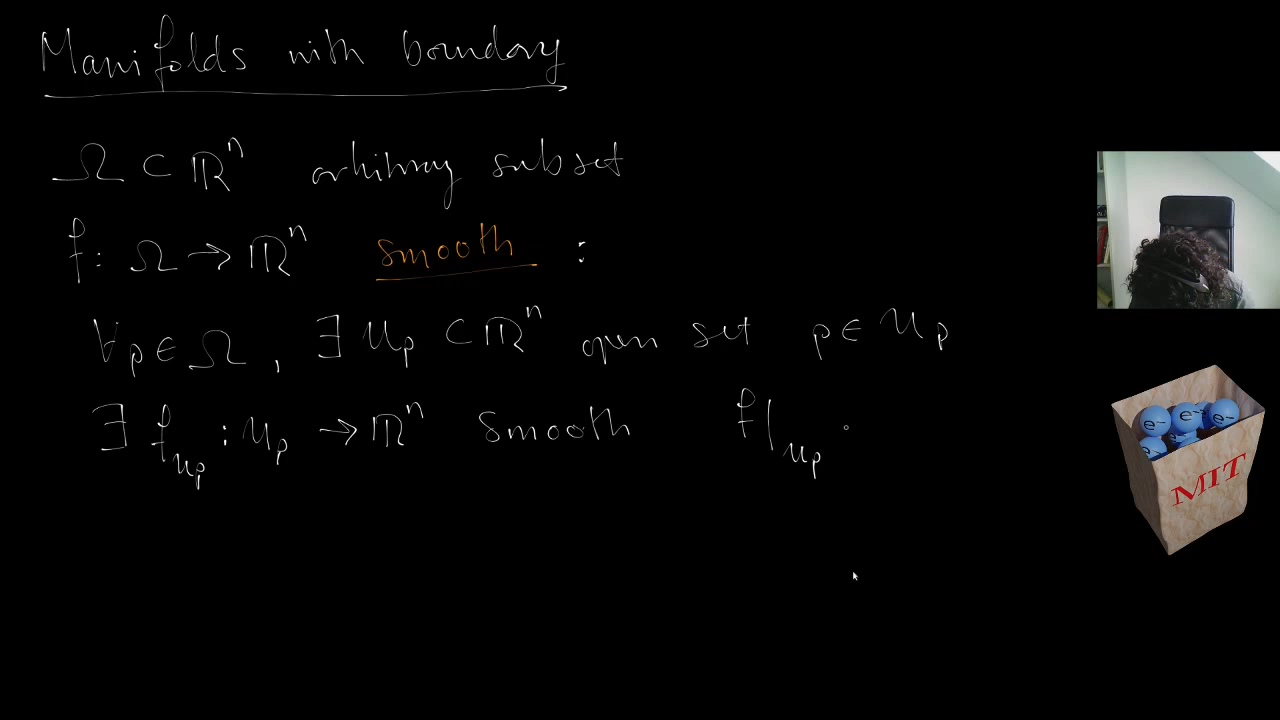 Manifolds with boundary
Ω ⊂ ℝⁿ arbitrary subset
f: Ω → ℝⁿ smooth :
∀p ∈ Ω, ∃ U_p ⊂ ℝⁿ open set p ∈ U_p
∃ f_{U_p} : U_p → ℝⁿ smooth f|_{U_p}
e⁻ e⁻ e⁻
e⁻
MIT